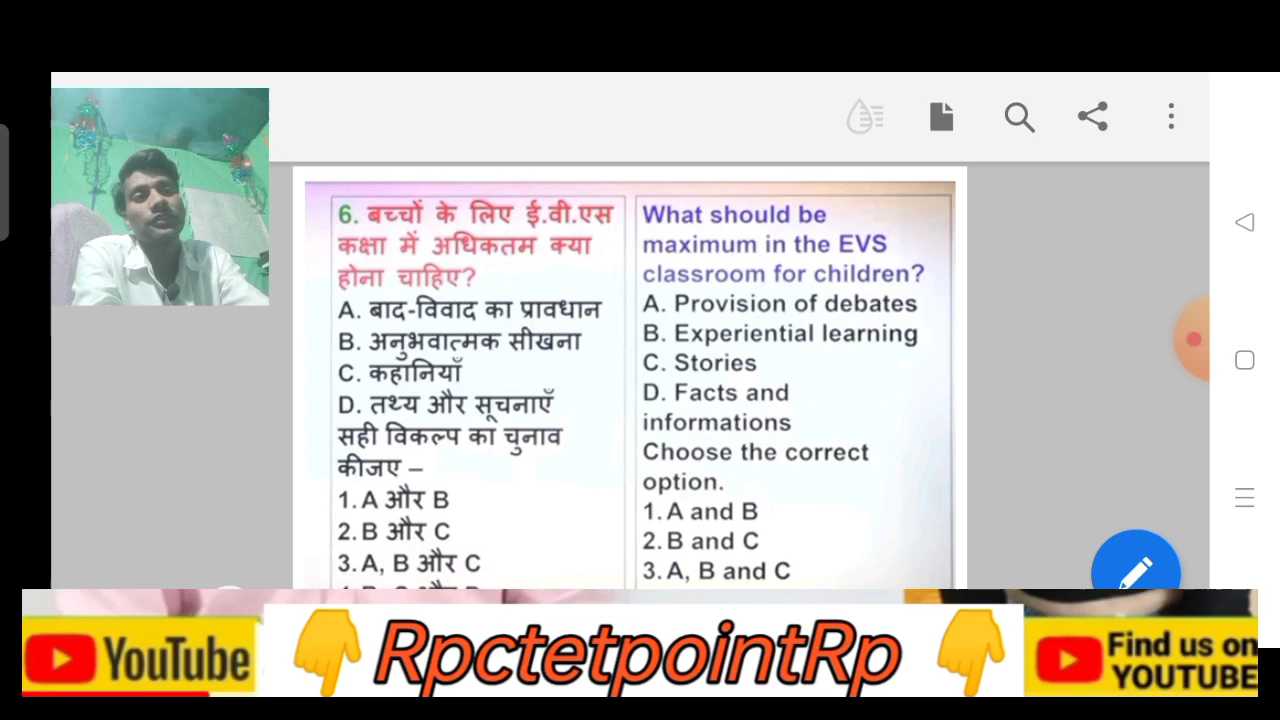 6. बच्चों के लिए ई.वी.एस
कक्षा में अधिकतम क्या
होना चाहिए?
A. बाद-विवाद का प्रावधान
B. अनुभवात्मक सीखना
C. कहानियाँ
D. तथ्य और सूचनाएँ
सही विकल्प का चुनाव
कीजए –
1. A और B
2. B और C
3. A, B और C
What should be
maximum in the EVS
classroom for children?
A. Provision of debates
B. Experiential learning
C. Stories
D. Facts and
informations
Choose the correct
option.
1. A and B
2. B and C
3. A, B and C
YouTube
RpctetpointRp
Find us on
YOUTUBE